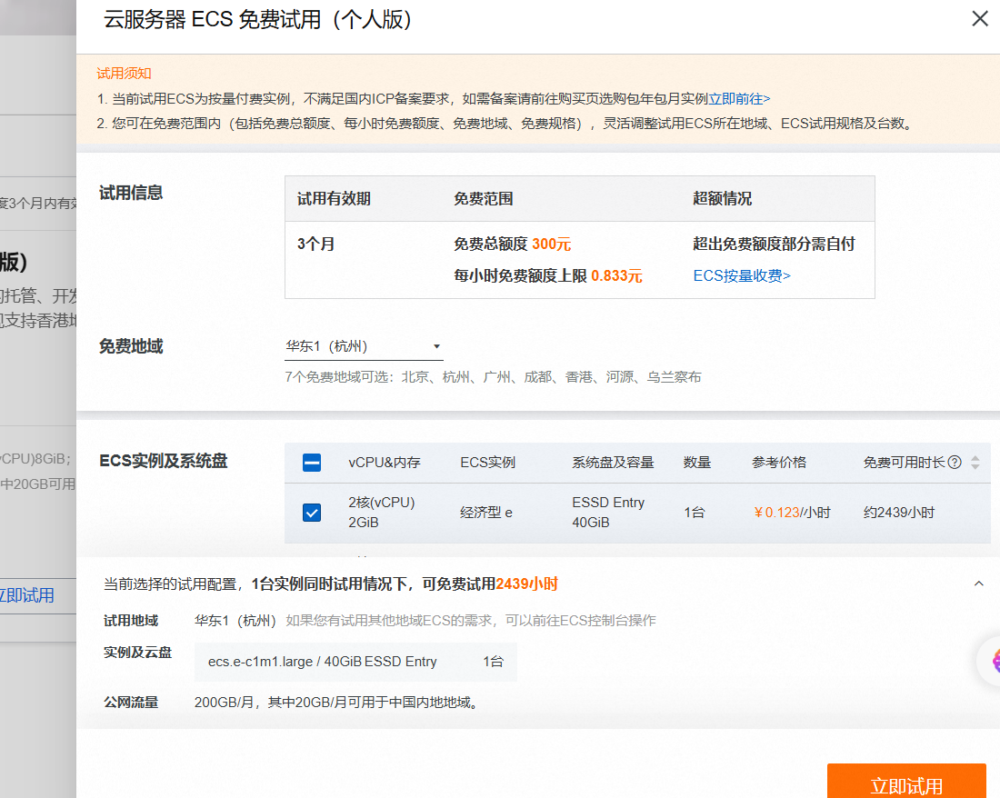 云服务器 ECS 免费试用（个人版）
试用须知
1. 当前试用ECS为按量付费实例，不满足国内ICP备案要求，如需备案请前往购买页选购包年包月实例立即前往>
2. 您可在免费范围内（包括免费总额度、每小时免费额度、免费地域、免费规格），灵活调整试用ECS所在地域、ECS试用规格及台数。
度3个月内有效
版）
的托管、开发
现支持香港地
vCPU)8GiB；
中20GB可用
立即试用
试用信息
试用有效期 免费范围 超额情况
3个月 免费总额度 300元 超出免费额度部分需自付
每小时免费额度上限 0.833元 ECS按量收费>
免费地域 华东1（杭州）
7个免费地域可选：北京、杭州、广州、成都、香港、河源、乌兰察布
ECS实例及系统盘
vCPU&内存 ECS实例 系统盘及容量 数量 参考价格 免费可用时长
2核(vCPU) 2GiB 经济型 e ESSD Entry 40GiB 1台 ￥0.123/小时 约2439小时
当前选择的试用配置，1台实例同时试用情况下，可免费试用2439小时
试用地域 华东1（杭州） 如果您有试用其他地域ECS的需求，可以前往ECS控制台操作
实例及云盘 ecs.e-c1m1.large / 40GiB ESSD Entry 1台
公网流量 200GB/月，其中20GB/月可用于中国内地地域。
立即试用